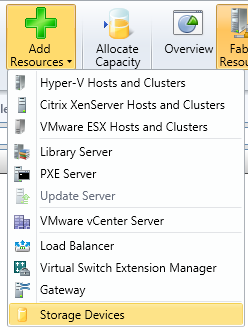 Add
Resources
Allocate
Capacity
Overview
Fab
Resou
Hyper-V Hosts and Clusters
Citrix XenServer Hosts and Clusters
VMware ESX Hosts and Clusters
Library Server
PXE Server
Update Server
VMware vCenter Server
Load Balancer
Virtual Switch Extension Manager
Gateway
Storage Devices